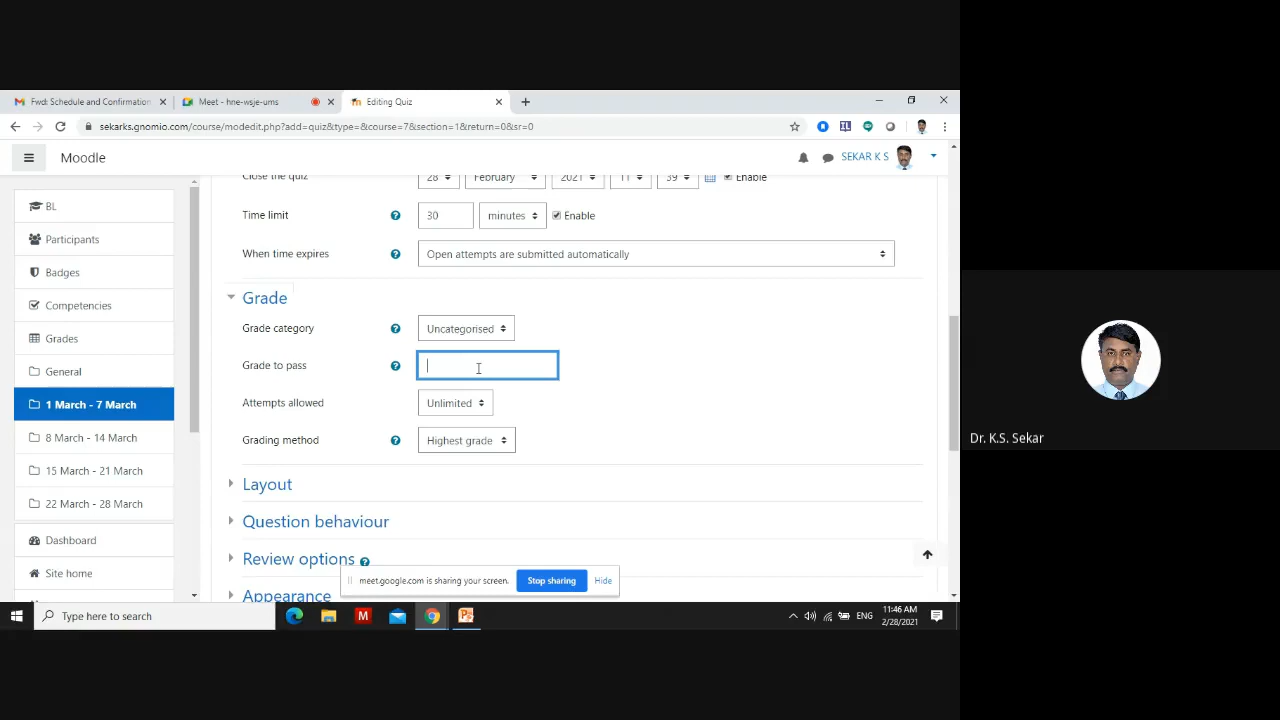 Fwd: Schedule and Confirmation
Meet - hne-wsje-ums
Editing Quiz
sekarks.gnomio.com/course/modedit.php?add=quiz&type=&course=7&section=1&return=0&sr=0
Moodle
SEKAR K S
BL
Participants
Badges
Competencies
Grades
General
1 March - 7 March
8 March - 14 March
15 March - 21 March
22 March - 28 March
Dashboard
Site home
Close the quiz 28 February 2021 11 39 Enable
Time limit 30 minutes Enable
When time expires Open attempts are submitted automatically
Grade
Grade category Uncategorised
Grade to pass
Attempts allowed Unlimited
Grading method Highest grade
Layout
Question behaviour
Review options
Appearance
meet.google.com is sharing your screen. Stop sharing Hide
Dr. K.S. Sekar
Type here to search
ENG
11:46 AM
2/28/2021